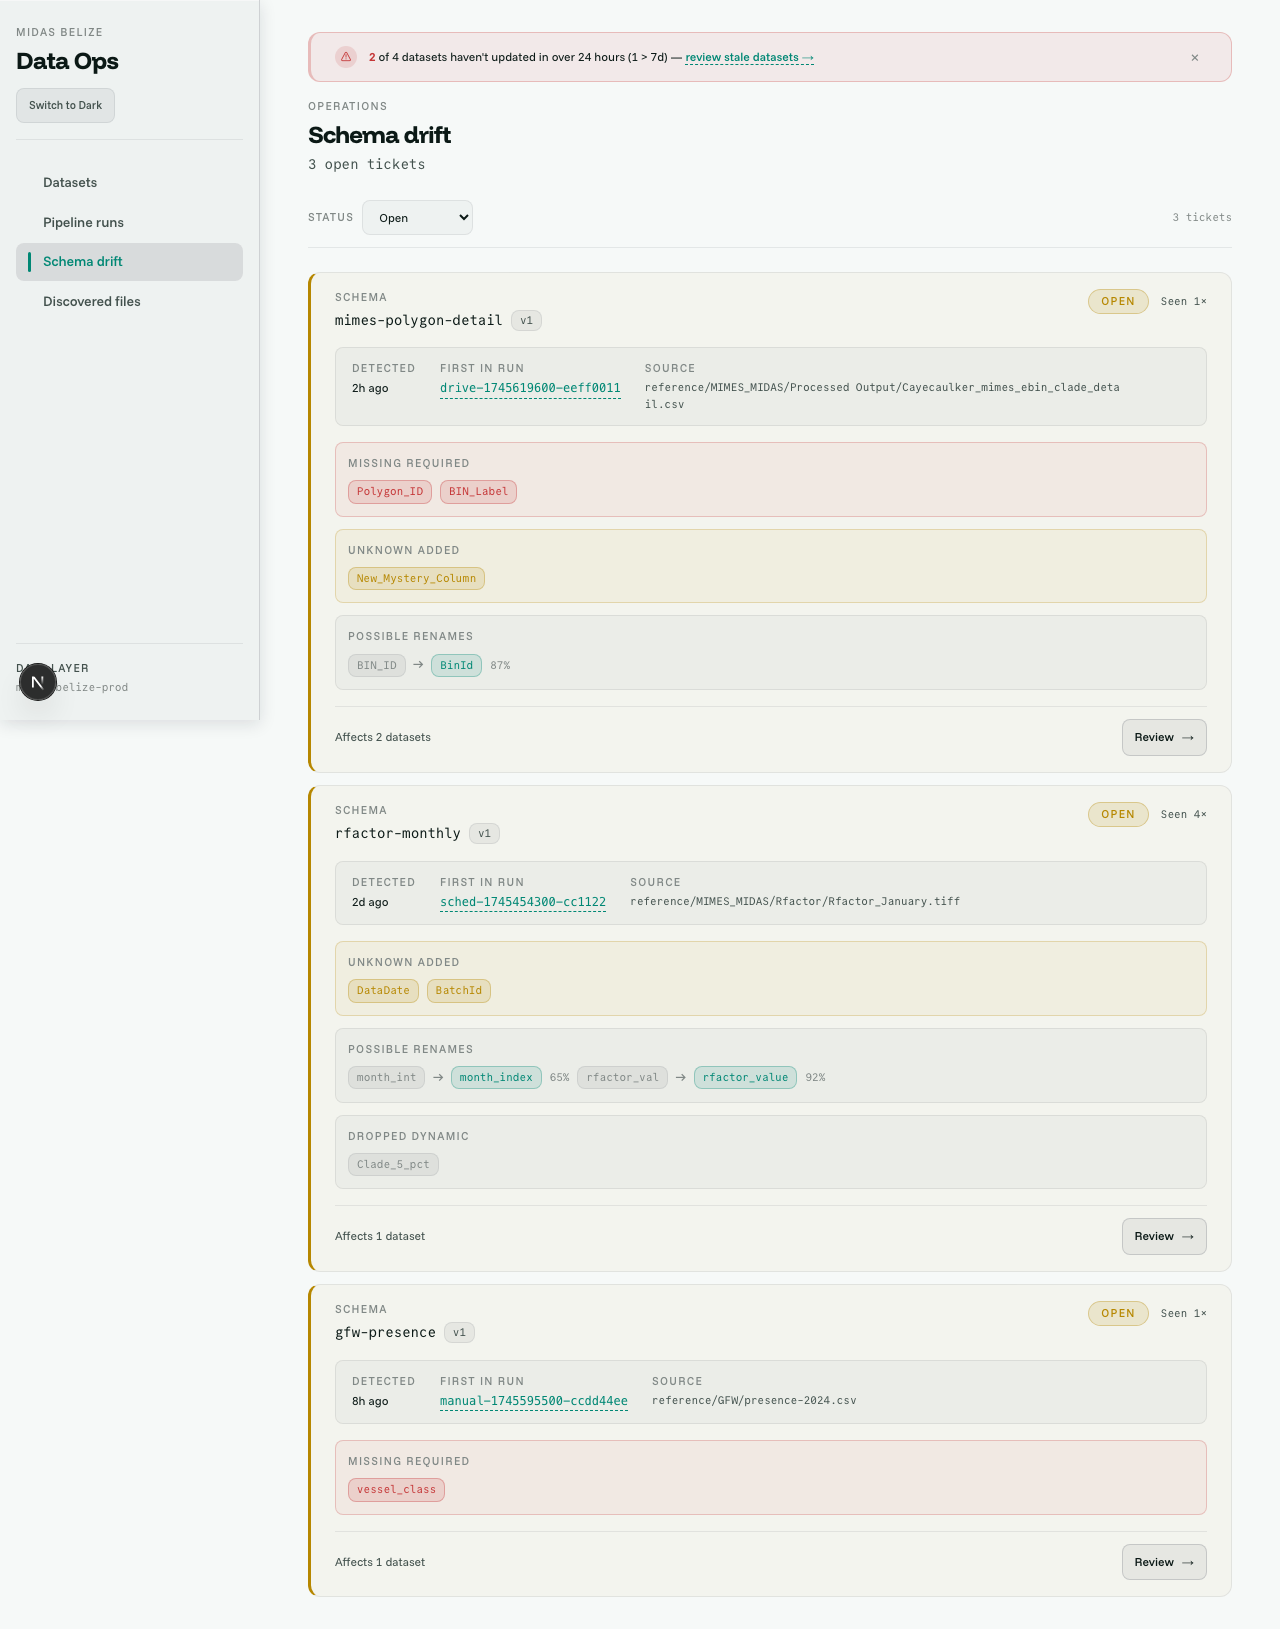 MIDAS BELIZE
Data Ops
Switch to Dark
Datasets
Pipeline runs
Schema drift
Discovered files
LAYER
belize-prod
N
2 of 4 datasets haven't updated in over 24 hours (1 > 7d) — review stale datasets → ×
OPERATIONS
Schema drift
3 open tickets
STATUS Open 3 tickets
SCHEMA
mimes-polygon-detail v1
OPEN Seen 1×
DETECTED FIRST IN RUN SOURCE
2h ago drive-1745619600-eeff0011 reference/MIMES_MIDAS/Processed Output/Cayecaulker_mimes_ebin_clade_deta
il.csv
MISSING REQUIRED
Polygon_ID BIN_Label
UNKNOWN ADDED
New_Mystery_Column
POSSIBLE RENAMES
BIN_ID → BinId 87%
Affects 2 datasets Review →
SCHEMA
rfactor-monthly v1
OPEN Seen 4×
DETECTED FIRST IN RUN SOURCE
2d ago sched-1745454300-cc1122 reference/MIMES_MIDAS/Rfactor/Rfactor_January.tiff
UNKNOWN ADDED
DataDate BatchId
POSSIBLE RENAMES
month_int → month_index 65% rfactor_val → rfactor_value 92%
DROPPED DYNAMIC
Clade_5_pct
Affects 1 dataset Review →
SCHEMA
gfw-presence v1
OPEN Seen 1×
DETECTED FIRST IN RUN SOURCE
8h ago manual-1745595500-ccdd44ee reference/GFW/presence-2024.csv
MISSING REQUIRED
vessel_class
Affects 1 dataset Review →